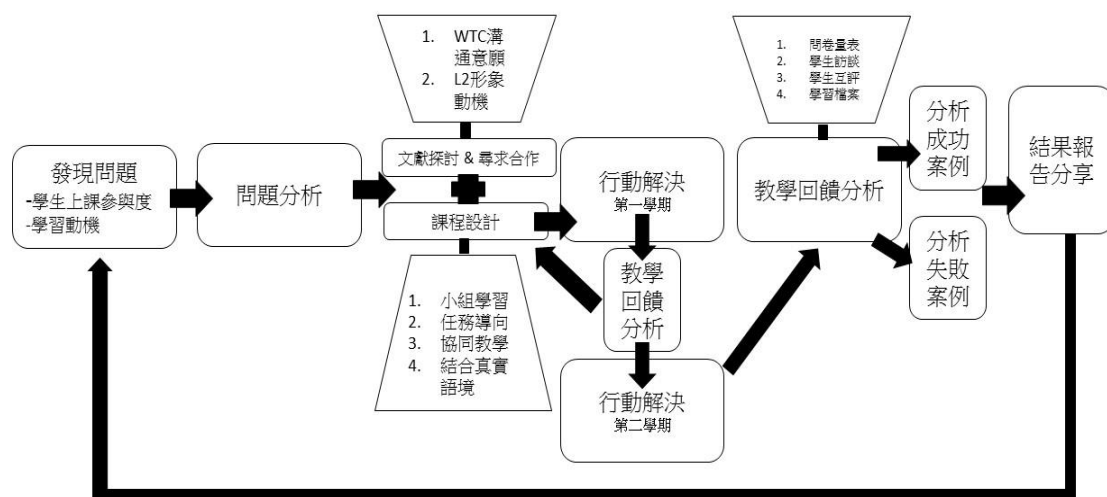 發現問題
-學生上課參與度
-學習動機
問題分析
1. WTC溝
通意願
2. L2形象
動機
文獻探討 & 尋求合作
課程設計
1. 小組學習
2. 任務導向
3. 協同教學
4. 結合真實
語境
行動解決
第一學期
教學
回饋
分析
行動解決
第二學期
1. 問卷量表
2. 學生訪談
3. 學生互評
4. 學習檔案
教學回饋分析
分析
成功
案例
分析
失敗
案例
結果報
告分享